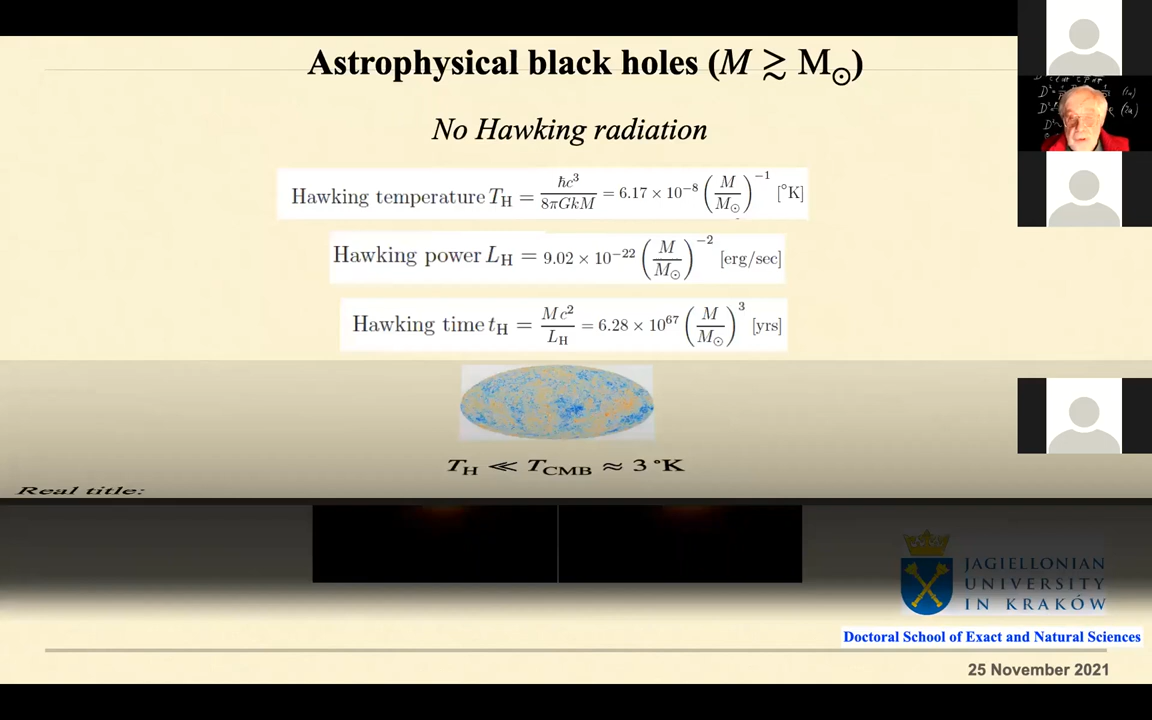 Astrophysical black holes (M ≳ M⊙)
No Hawking radiation
Hawking temperature T_H = ħc³ / 8πGkM = 6.17 × 10⁻⁸ (M / M⊙)⁻¹ [°K]
Hawking power L_H = 9.02 × 10⁻²² (M / M⊙)⁻² [erg/sec]
Hawking time t_H = Mc² / L_H = 6.28 × 10⁶⁷ (M / M⊙)³ [yrs]
T_H ≪ T_CMB ≈ 3 °K
Real title:
JAGIELLONIAN
UNIVERSITY
IN KRAKÓW
Doctoral School of Exact and Natural Sciences
25 November 2021